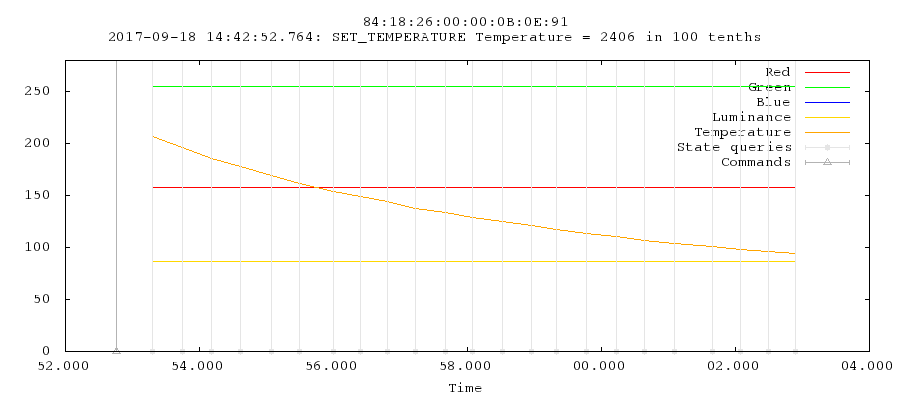 84:18:26:00:00:0B:0E:91
2017-09-18 14:42:52.764: SET_TEMPERATURE Temperature = 2406 in 100 tenths
Red
Green
Blue
Luminance
Temperature
State queries
Commands
250
200
150
100
50
0
52.000 54.000 56.000 58.000 00.000 02.000 04.000
Time